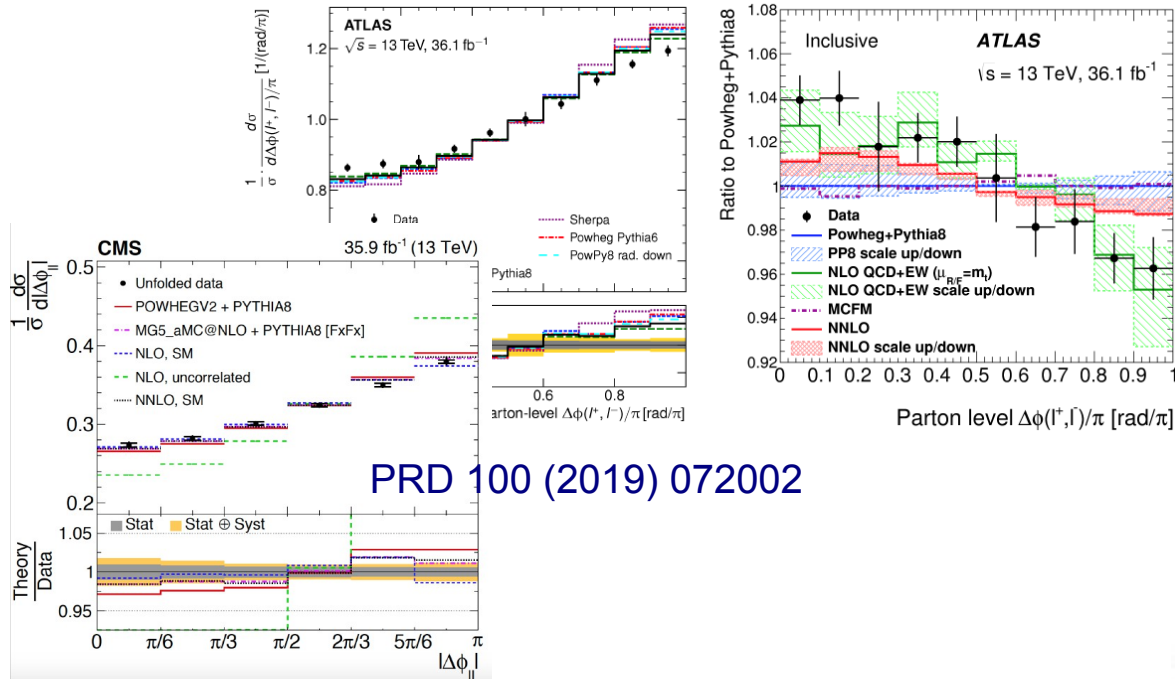 ATLAS
√s = 13 TeV, 36.1 fb⁻¹
1/σ · dσ/dΔφ(l⁺, l⁻)/π [1/(rad/π)]
1.2
1.0
0.8
Data
Sherpa
Powheg Pythia6
PowPy8 rad. down
Pythia8
0.6
0.8
1.0
arton-level Δφ(l⁺, l⁻)/π [rad/π]
Ratio to Powheg+Pythia8
1.08
1.06
1.04
1.02
1
0.98
0.96
0.94
0.92
Inclusive
ATLAS
√s = 13 TeV, 36.1 fb⁻¹
Data
Powheg+Pythia8
PP8 scale up/down
NLO QCD+EW (μ_R/F=m_t)
NLO QCD+EW scale up/down
MCFM
NNLO
NNLO scale up/down
0 0.1 0.2 0.3 0.4 0.5 0.6 0.7 0.8 0.9 1
Parton level Δφ(l⁺,l⁻)/π [rad/π]
CMS
35.9 fb⁻¹ (13 TeV)
1/σ dσ/d|Δφ_ll|
0.5
0.4
0.3
0.2
Unfolded data
POWHEGV2 + PYTHIA8
MG5_aMC@NLO + PYTHIA8 [FxFx]
NLO, SM
NLO, uncorrelated
NNLO, SM
PRD 100 (2019) 072002
Stat
Stat ⊕ Syst
Theory
Data
1.05
1
0.95
0 π/6 π/3 π/2 2π/3 5π/6 π
|Δφ_ll|